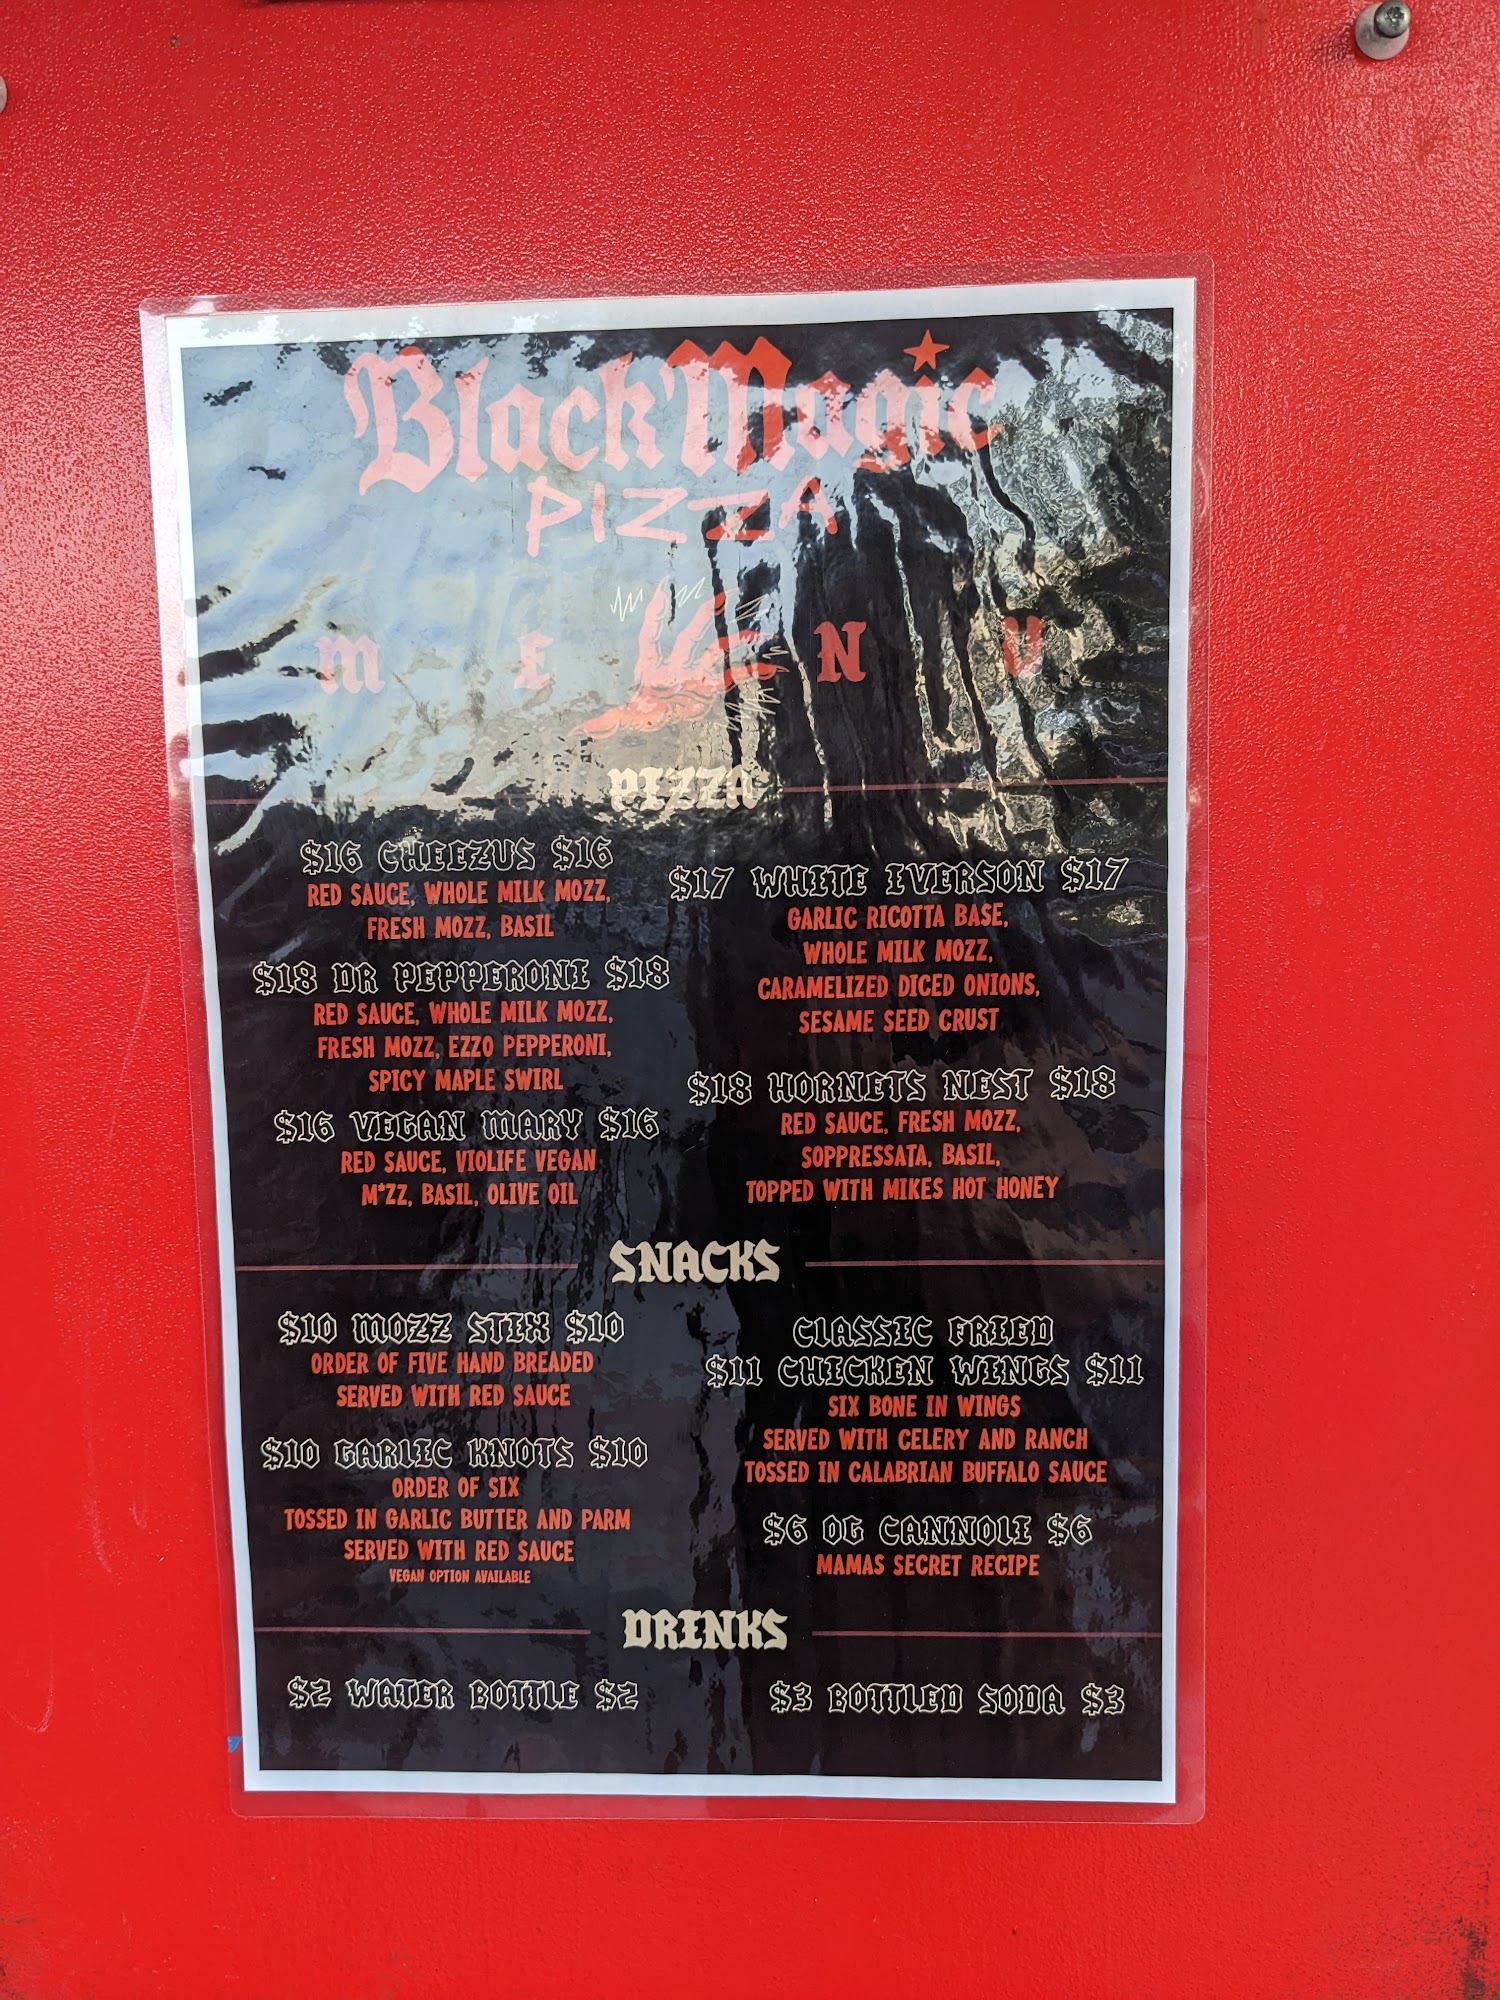 Black Magic
PIZZA
MENU
PIZZA
$16 CHEEZUS $16
RED SAUCE, WHOLE MILK MOZZ,
FRESH MOZZ, BASIL
$18 DR PEPPERONI $18
RED SAUCE, WHOLE MILK MOZZ,
FRESH MOZZ, EZZO PEPPERONI,
SPICY MAPLE SWIRL
$16 VEGAN MARY $16
RED SAUCE, VIOLIFE VEGAN
M*ZZ, BASIL, OLIVE OIL
$17 WHITE IVERSON $17
GARLIC RICOTTA BASE,
WHOLE MILK MOZZ,
CARAMELIZED DICED ONIONS,
SESAME SEED CRUST
$18 HORNETS NEST $18
RED SAUCE, FRESH MOZZ,
SOPPRESSATA, BASIL,
TOPPED WITH MIKES HOT HONEY
SNACKS
$10 MOZZ STIX $10
ORDER OF FIVE HAND BREADED
SERVED WITH RED SAUCE
$10 GARLIC KNOTS $10
ORDER OF SIX
TOSSED IN GARLIC BUTTER AND PARM
SERVED WITH RED SAUCE
VEGAN OPTION AVAILABLE
CLASSIC FRIED
$11 CHICKEN WINGS $11
SIX BONE IN WINGS
SERVED WITH CELERY AND RANCH
TOSSED IN CALABRIAN BUFFALO SAUCE
$6 OG CANNOLI $6
MAMAS SECRET RECIPE
DRINKS
$2 WATER BOTTLE $2
$3 BOTTLED SODA $3